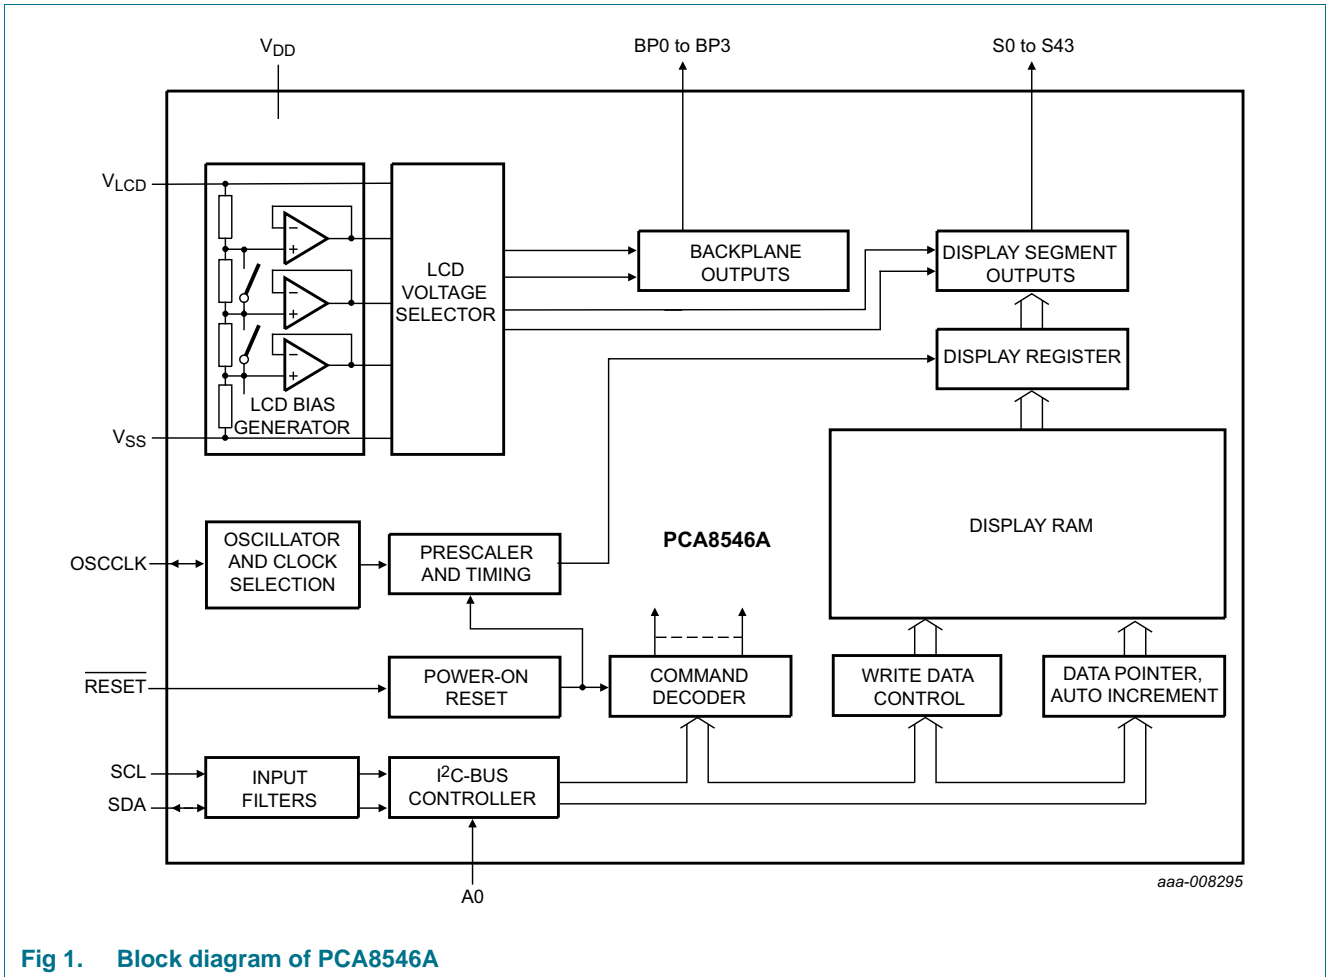 VDD
BP0 to BP3
S0 to S43
VLCD
VSS
LCD BIAS
GENERATOR
LCD
VOLTAGE
SELECTOR
BACKPLANE
OUTPUTS
DISPLAY SEGMENT
OUTPUTS
DISPLAY REGISTER
DISPLAY RAM
PCA8546A
OSCCLK
OSCILLATOR
AND CLOCK
SELECTION
PRESCALER
AND TIMING
RESET
POWER-ON
RESET
COMMAND
DECODER
WRITE DATA
CONTROL
DATA POINTER,
AUTO INCREMENT
SCL
SDA
INPUT
FILTERS
I²C-BUS
CONTROLLER
A0
aaa-008295
Fig 1. Block diagram of PCA8546A